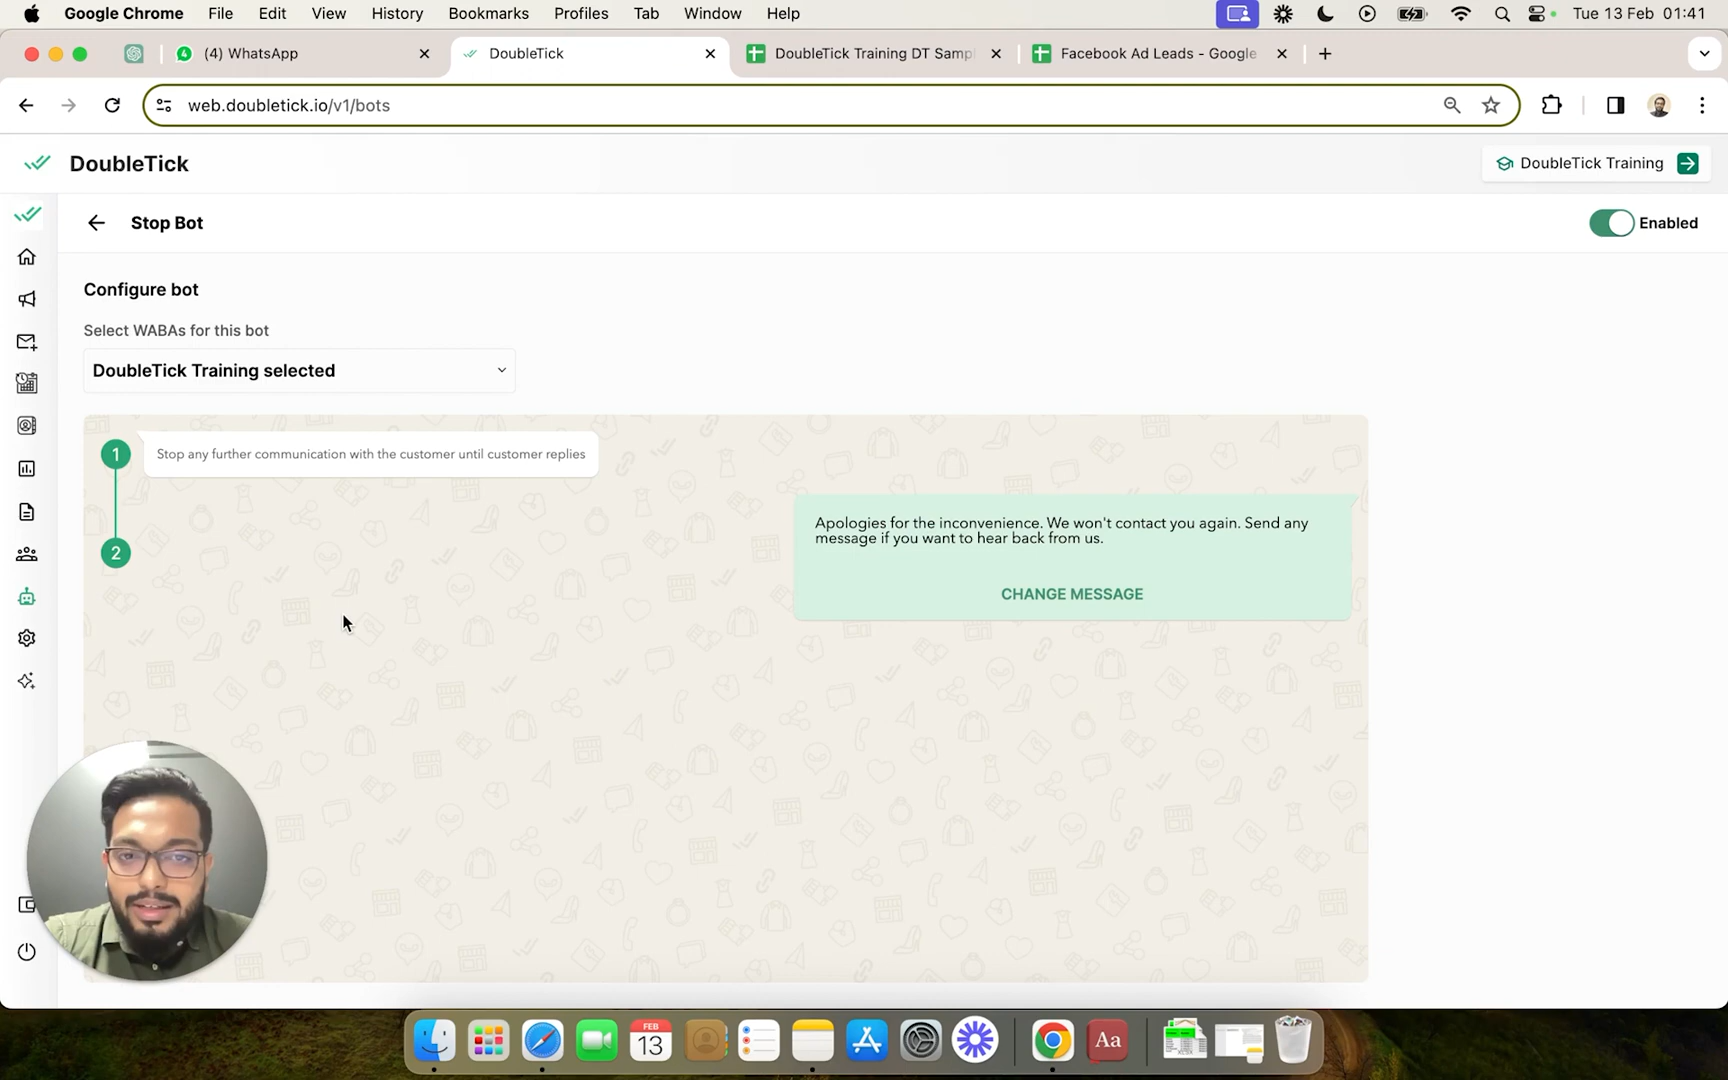 Google Chrome File Edit View History Bookmarks Profiles Tab Window Help Tue 13 Feb 01:41
4 (4) WhatsApp DoubleTick DoubleTick Training DT Samp Facebook Ad Leads - Google
web.doubletick.io/v1/bots
DoubleTick DoubleTick Training
Stop Bot Enabled
Configure bot
Select WABAs for this bot
DoubleTick Training selected
1 Stop any further communication with the customer until customer replies
Apologies for the inconvenience. We won't contact you again. Send any
message if you want to hear back from us.
2
CHANGE MESSAGE
FEB
13
Aa